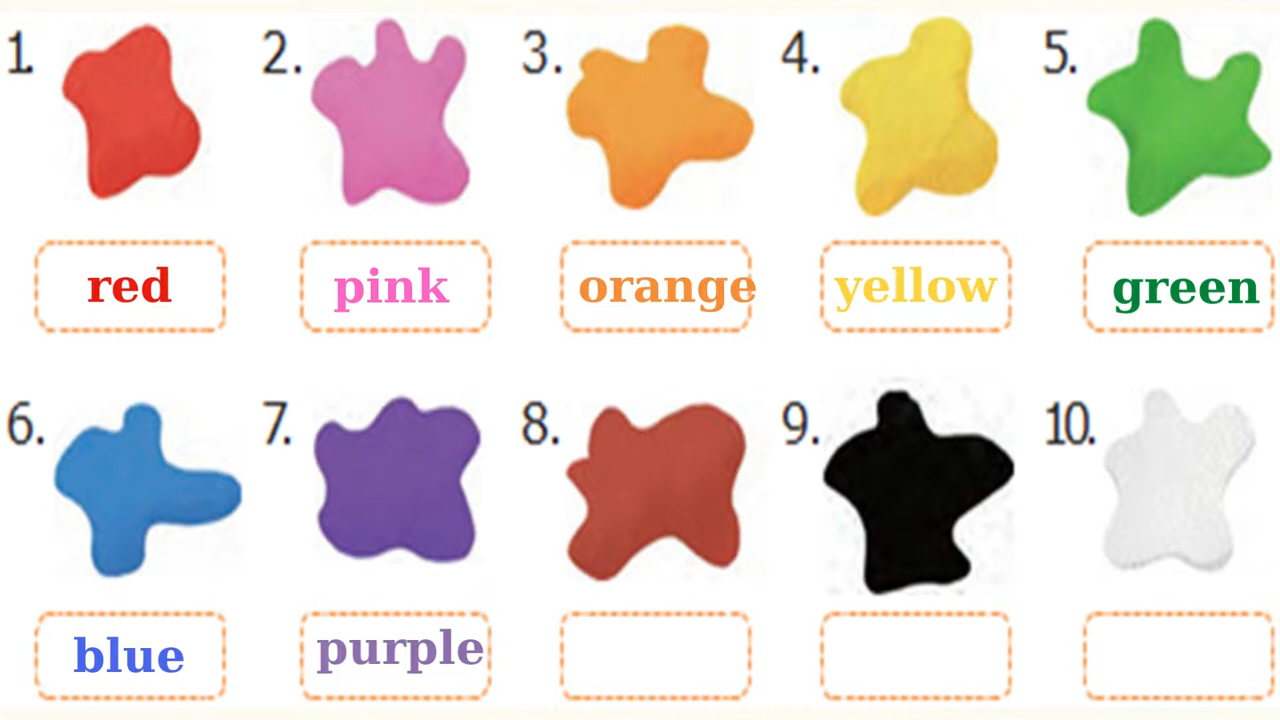 1. 2. 3. 4. 5.
red pink orange yellow green
6. 7. 8. 9. 10.
blue purple